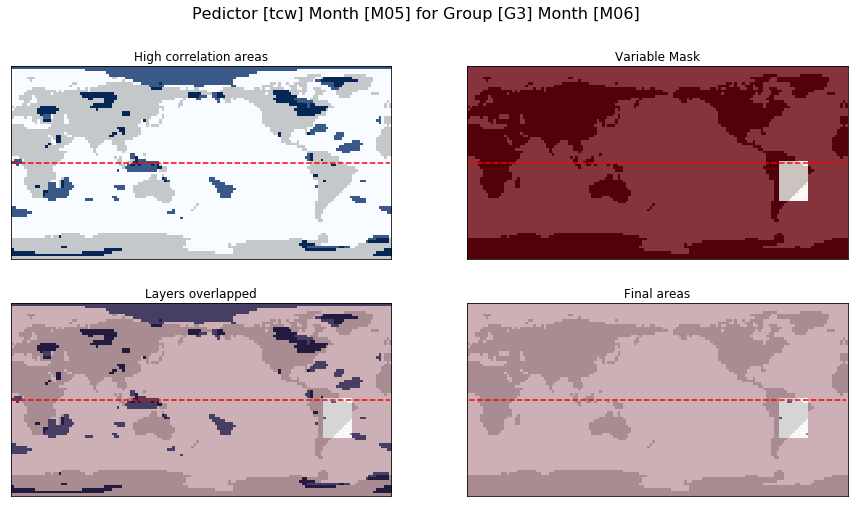 Pedictor [tcw] Month [M05] for Group [G3] Month [M06]
High correlation areas
Variable Mask
Layers overlapped
Final areas